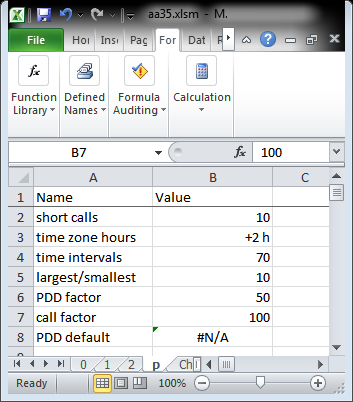 aa35.xlsm - M.
File Hor Inse Pag For Dat Re
Function Library Defined Names Formula Auditing Calculation
B7 fx 100
A B C
1 Name Value
2 short calls 10
3 time zone hours +2 h
4 time intervals 70
5 largest/smallest 10
6 PDD factor 50
7 call factor 100
8 PDD default #N/A
0 1 2 p Ch
Ready 100%